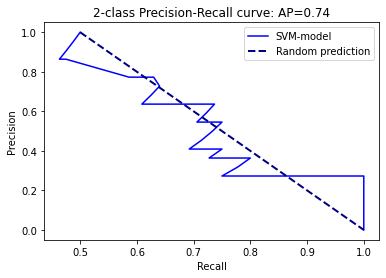 2-class Precision-Recall curve: AP=0.74
1.0
0.8
0.6
0.4
0.2
0.0
Precision
SVM-model
Random prediction
0.5
0.6
0.7
0.8
0.9
1.0
Recall